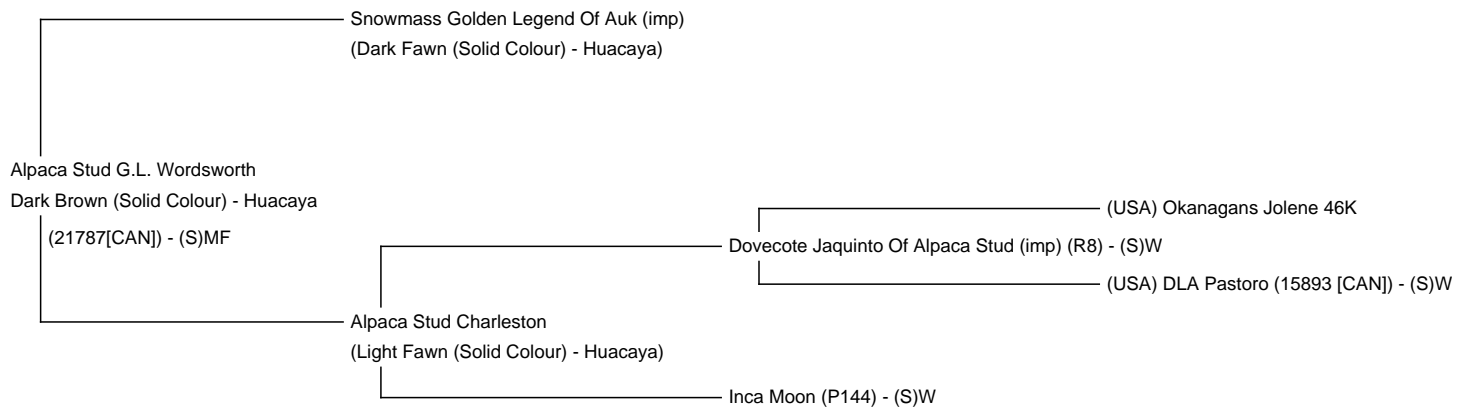 Snowmass Golden Legend Of Auk (imp)
(Dark Fawn (Solid Colour) - Huacaya)
Alpaca Stud G.L. Wordsworth
Dark Brown (Solid Colour) - Huacaya
(21787[CAN]) - (S)MF
(USA) Okanagans Jolene 46K
Dovecote Jaquinto Of Alpaca Stud (imp) (R8) - (S)W
(USA) DLA Pastoro (15893 [CAN]) - (S)W
Alpaca Stud Charleston
(Light Fawn (Solid Colour) - Huacaya)
Inca Moon (P144) - (S)W